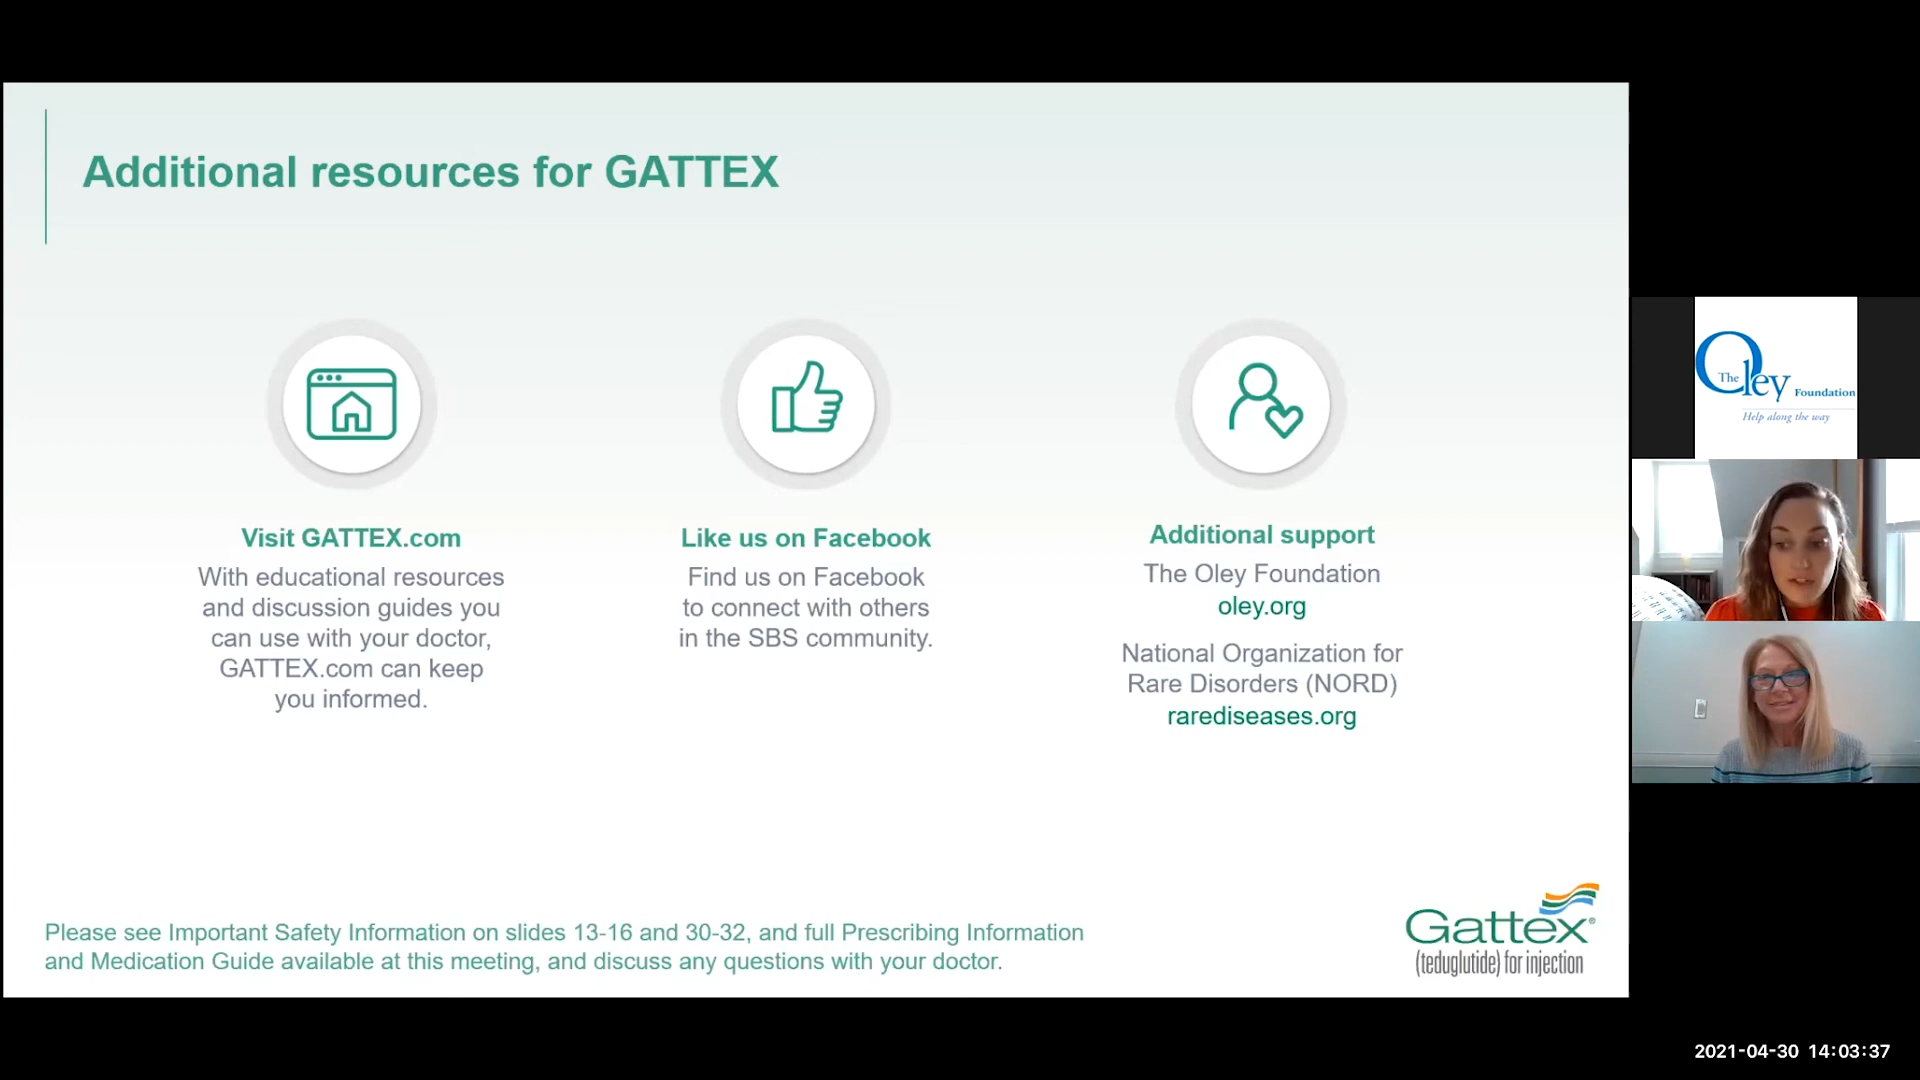 Additional resources for GATTEX
Visit GATTEX.com
With educational resources
and discussion guides you
can use with your doctor,
GATTEX.com can keep
you informed.
Like us on Facebook
Find us on Facebook
to connect with others
in the SBS community.
Additional support
The Oley Foundation
oley.org
National Organization for
Rare Disorders (NORD)
rarediseases.org
Please see Important Safety Information on slides 13-16 and 30-32, and full Prescribing Information
and Medication Guide available at this meeting, and discuss any questions with your doctor.
Gattex®
(teduglutide) for injection
The Oley Foundation
Help along the way
2021-04-30 14:03:37